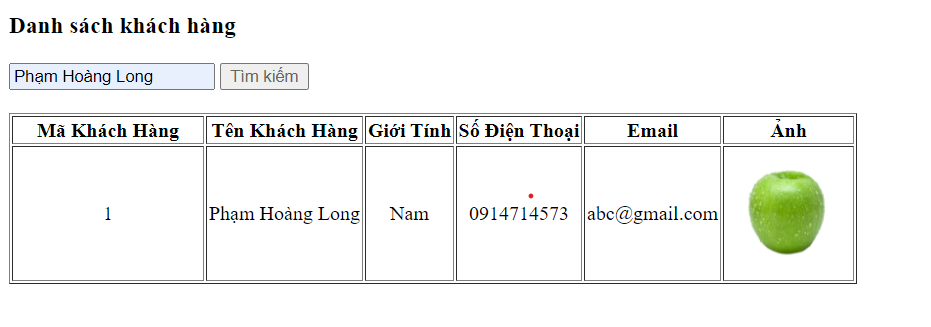 Danh sách khách hàng
Phạm Hoàng Long Tìm kiếm
Mã Khách Hàng Tên Khách Hàng Giới Tính Số Điện Thoại Email Ảnh
1 Phạm Hoàng Long Nam 0914714573 abc@gmail.com